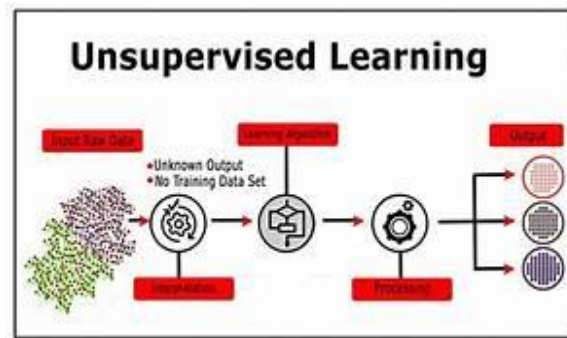 Unsupervised Learning
Input Raw Data
• Unknown Output
• No Training Data Set
Learning Algorithm
Output
Interpretation
Processing